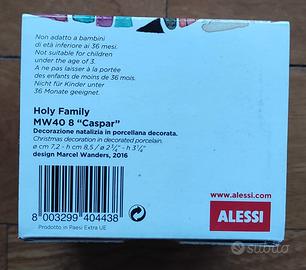 Non adatto a bambini
di età inferiore ai 36 mesi.
Not suitable for children
under the age of 3.
A ne pas laisser à la portée
des enfants de moins de 36 mois.
Nicht für Kinder unter
36 Monate geeignet.
Holy Family
MW40 8 “Caspar”
Decorazione natalizia in porcellana decorata.
Christmas decoration in decorated porcelain.
ø cm 7,2 - h cm 8,5 / ø 2¾" - h 3¼"
design Marcel Wanders, 2016
www.alessi.com
ALESSI
8 003299 404438
Prodotto in Paesi Extra UE
subito